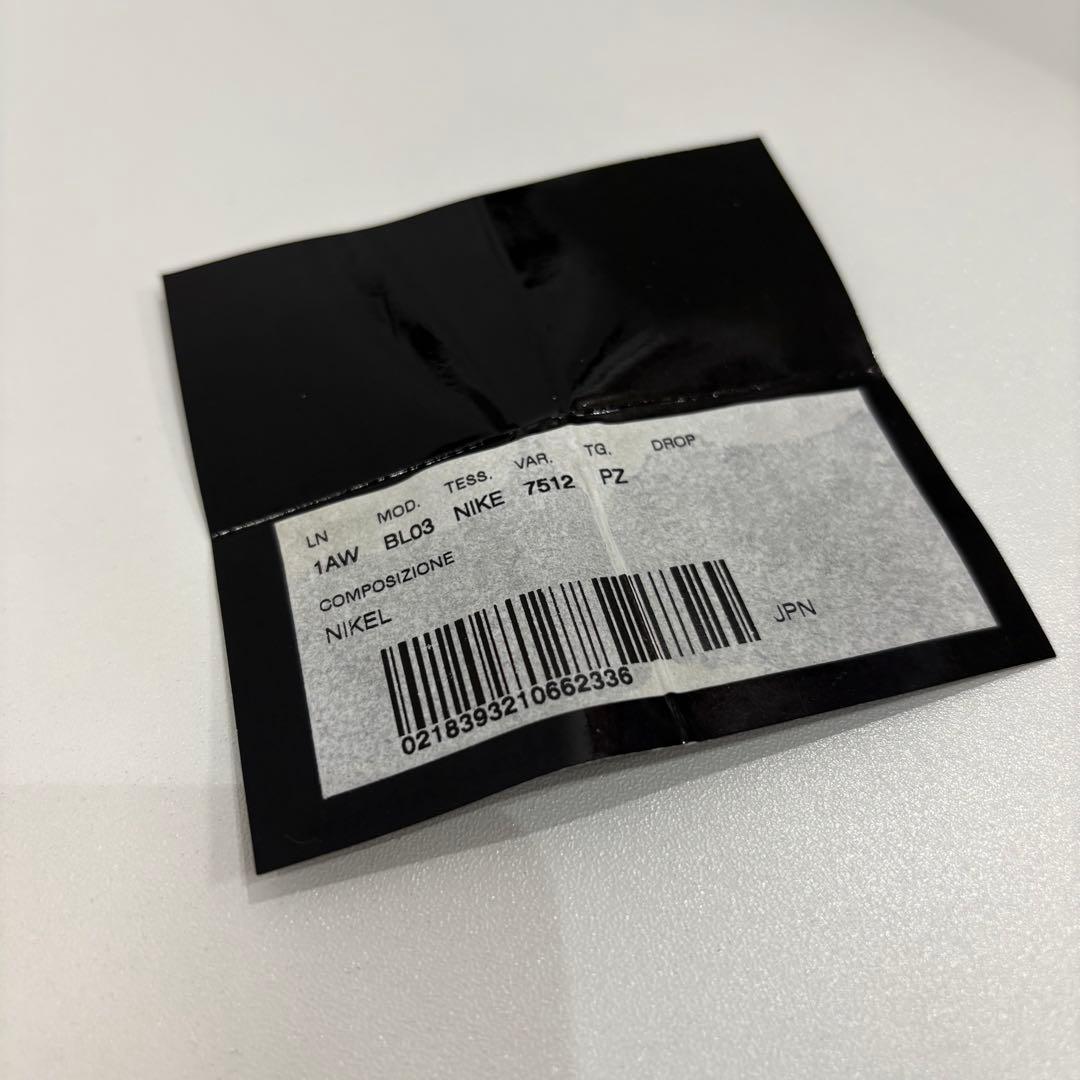 LN MOD. TESS. VAR. TG. DROP
1AW BL03 NIKE 7512 PZ
COMPOSIZIONE
NIKEL
JPN
0218393210662336